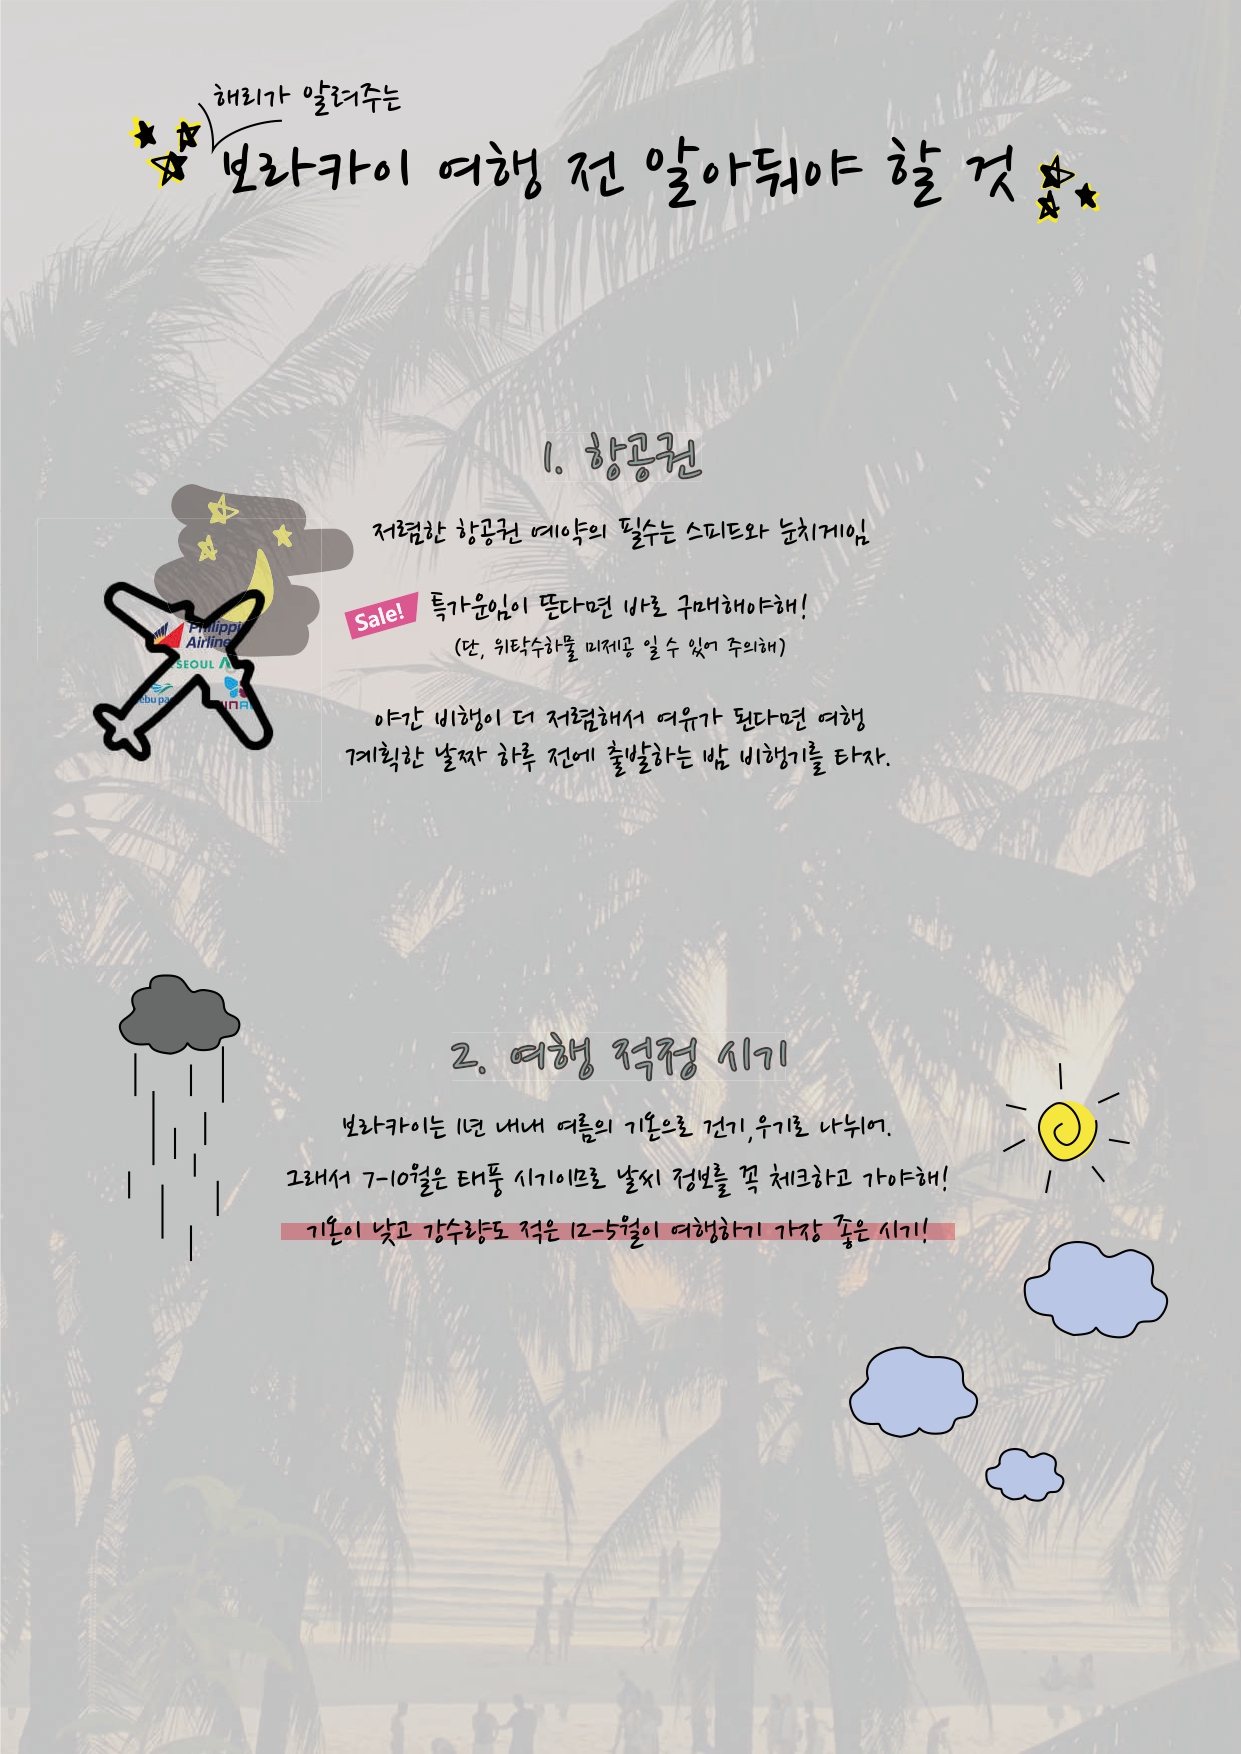 해리가 알려주는
보라카이 여행 전 알아둬야 할 것
1. 항공권
저렴한 항공권 예약의 필수는 스피드와 눈치게임
Sale! 특가운임이 뜬다면 바로 구매해야해!
(단, 위탁수하물 미제공 일 수 있어 주의해)
Philippi
Airline
SEOUL
ebu pa
야간 비행이 더 저렴해서 여유가 된다면 여행
계획한 날짜 하루 전에 출발하는 밤 비행기를 타자.
2. 여행 적정 시기
보라카이는 1년 내내 여름의 기온으로 건기,우기로 나뉘어.
그래서 7-10월은 태풍 시기이므로 날씨 정보를 꼭 체크하고 가야해!
기온이 낮고 강수량도 적은 12-5월이 여행하기 가장 좋은 시기!